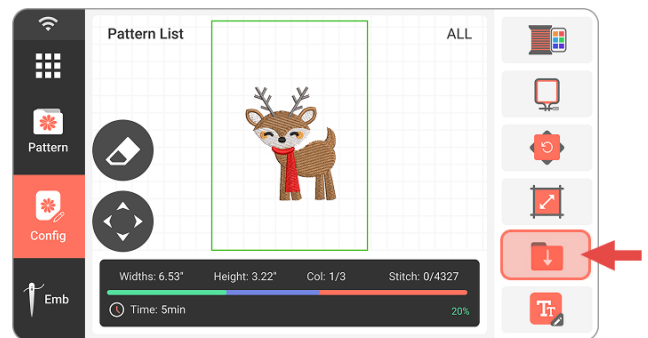 Pattern List
ALL
Pattern
Config
Emb
Widths: 6.53"
Height: 3.22"
Col: 1/3
Stitch: 0/4327
Time: 5min
20%
TT